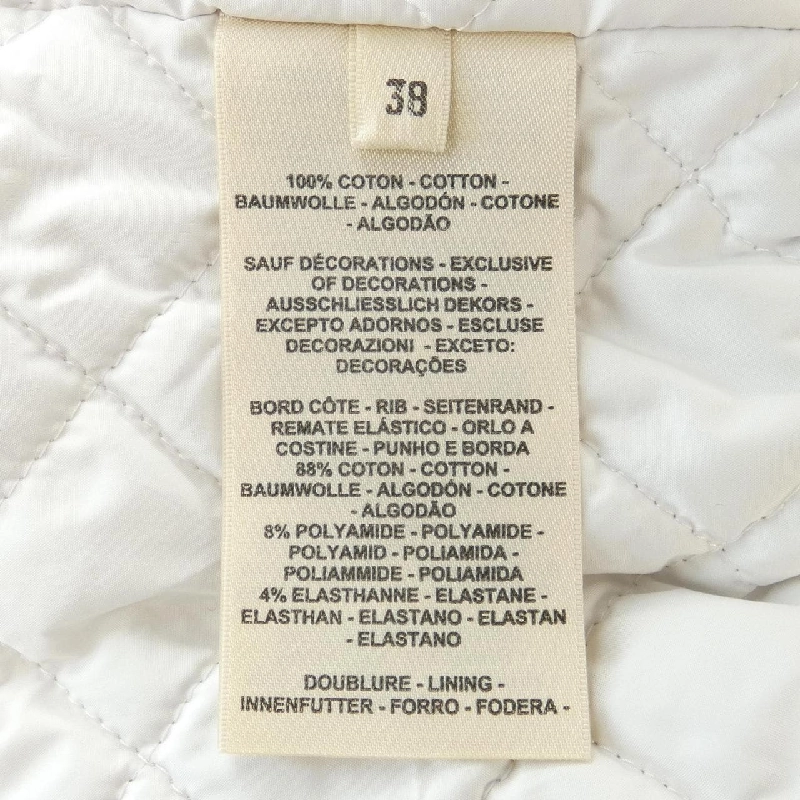 38
100% COTON - COTTON -
BAUMWOLLE - ALGODÓN - COTONE
- ALGODÃO
SAUF DÉCORATIONS - EXCLUSIVE
OF DECORATIONS -
AUSSCHLIESSLICH DEKORS -
EXCEPTO ADORNOS - ESCLUSE
DECORAZIONI - EXCETO:
DECORAÇÕES
BORD CÔTE - RIB - SEITENRAND -
REMATE ELÁSTICO - ORLO A
COSTINE - PUNHO E BORDA
88% COTON - COTTON -
BAUMWOLLE - ALGODÓN - COTONE
- ALGODÃO
8% POLYAMIDE - POLYAMIDE -
POLYAMID - POLIAMIDA -
POLIAMMIDE - POLIAMIDA
4% ELASTHANNE - ELASTANE -
ELASTHAN - ELASTANO - ELASTAN
- ELASTANO
DOUBLURE - LINING -
INNENFUTTER - FORRO - FODERA -